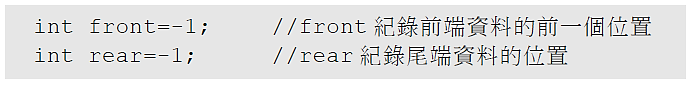 int front=-1;    //front 紀錄前端資料的前一個位置
int rear=-1;     //rear 紀錄尾端資料的位置